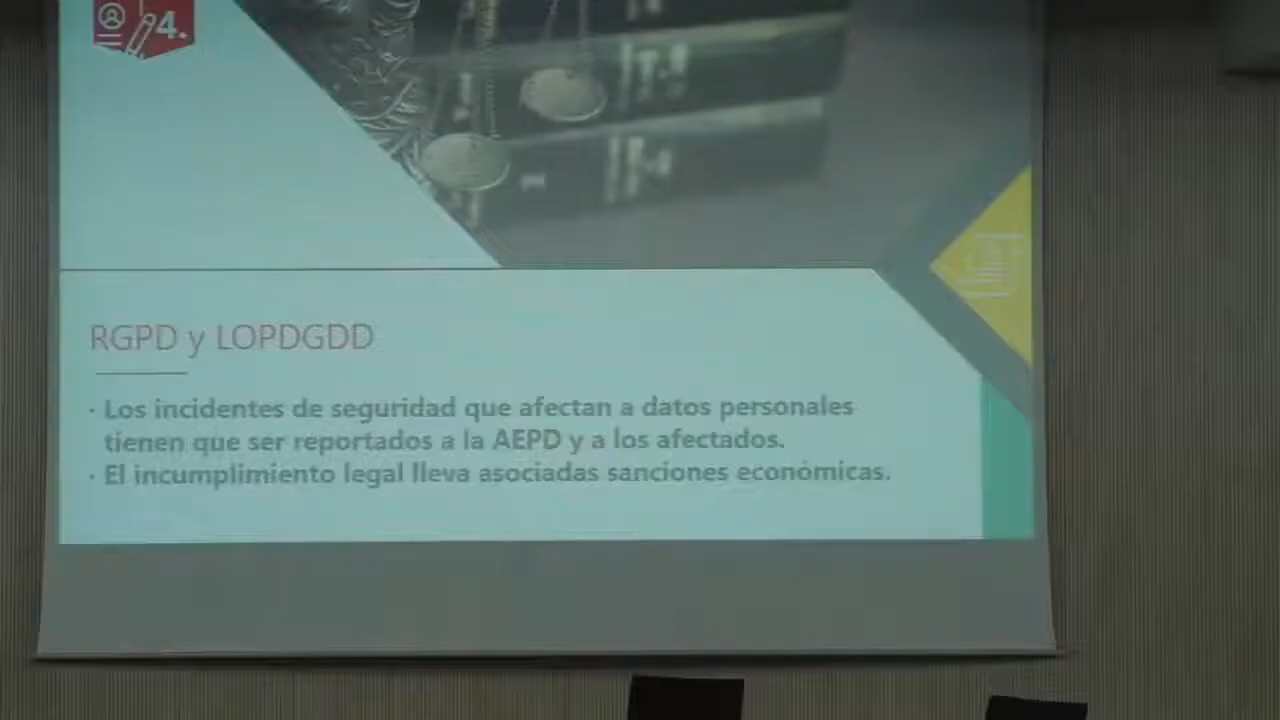 4.
RGPD y LOPDGDD
· Los incidentes de seguridad que afectan a datos personales
tienen que ser reportados a la AEPD y a los afectados.
· El incumplimiento legal lleva asociadas sanciones económicas.